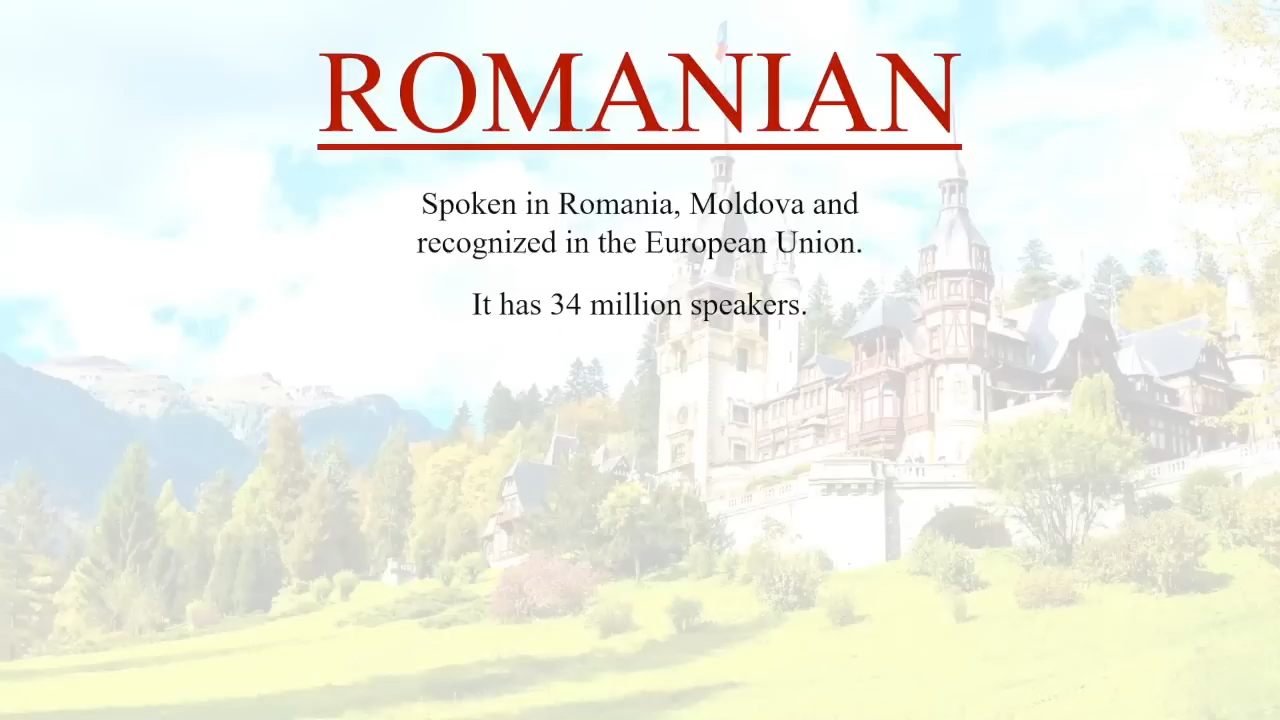 ROMANIAN
Spoken in Romania, Moldova and
recognized in the European Union.
It has 34 million speakers.